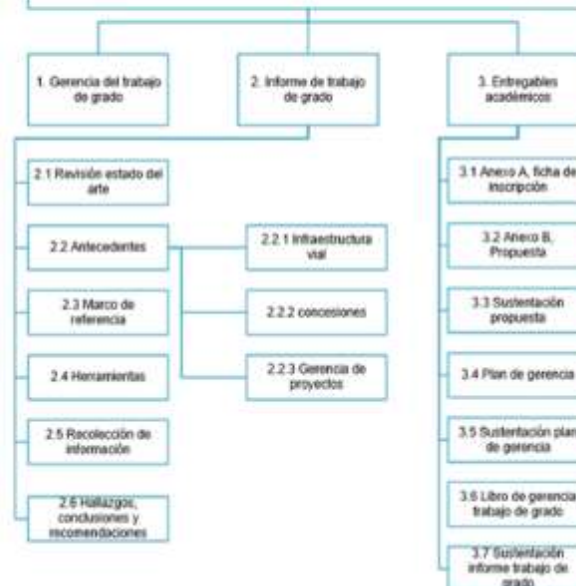 1. Gerencia del trabajo
de grado
2. Informe de trabajo
de grado
3. Entregables
académicos
2.1 Revisión estado del
arte
2.2 Antecedentes
2.2.1 Infraestructura
vial
2.2.2 concesiones
2.2.3 Gerencia de
proyectos
2.3 Marco de
referencia
2.4 Herramientas
2.5 Recolección de
información
2.6 Hallazgos,
conclusiones y
recomendaciones
3.1 Anexo A, ficha de
inscripción
3.2 Anexo B,
Propuesta
3.3 Sustentación
propuesta
3.4 Plan de gerencia
3.5 Sustentación plan
de gerencia
3.6 Libro de gerencia
trabajo de grado
3.7 Sustentación
informe trabajo de
grado